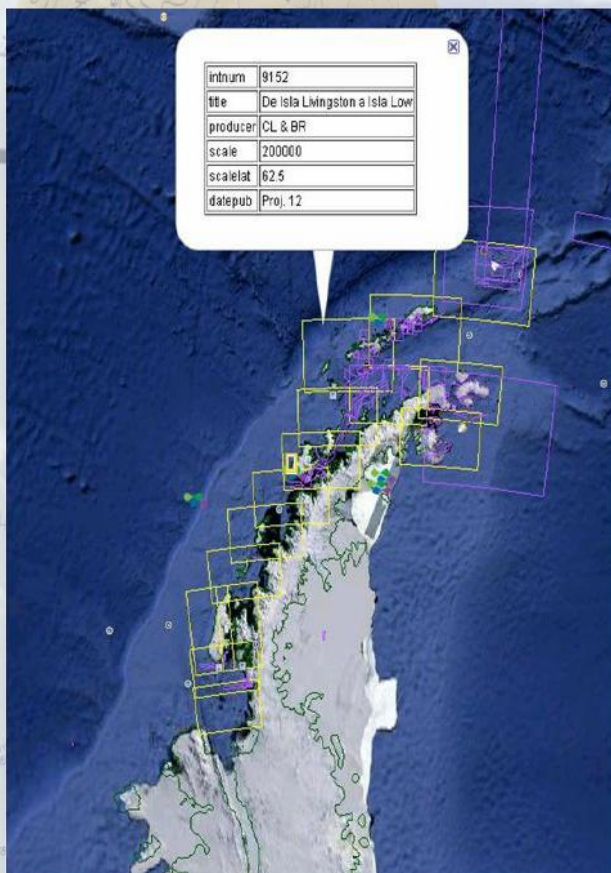 intnum 9152
title De Isla Livingston a Isla Low
producer CL & BR
scale 200000
scalelat 62.5
datepub Proj. 12